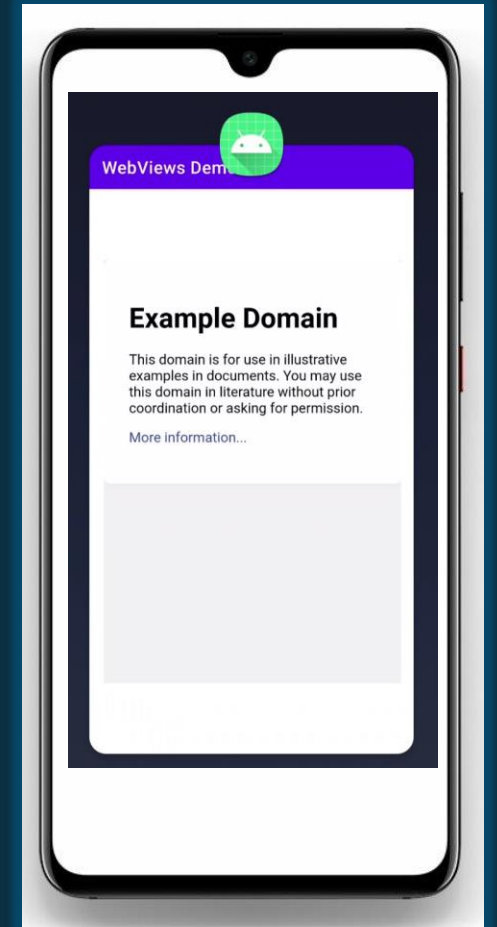 WebViews Dem
Example Domain
This domain is for use in illustrative
examples in documents. You may use
this domain in literature without prior
coordination or asking for permission.
More information...